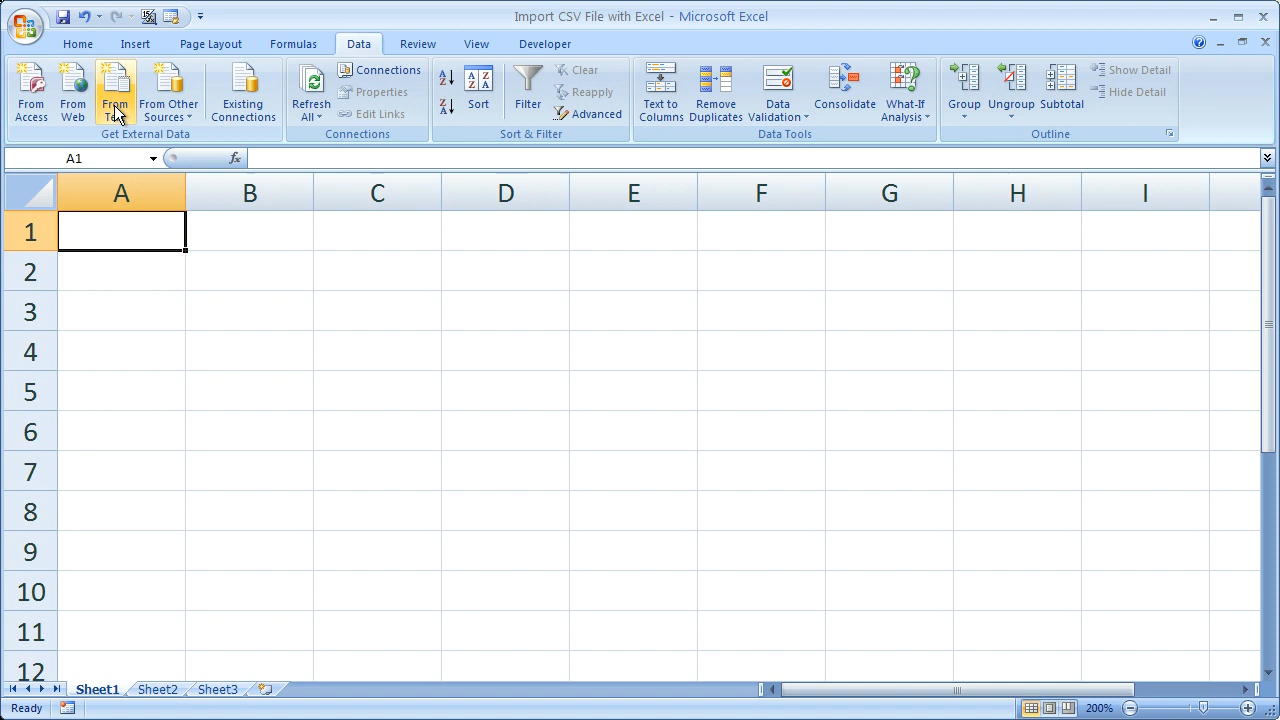 Import CSV File with Excel - Microsoft Excel
Home Insert Page Layout Formulas Data Review View Developer
From Access
From Web
From
From Other Sources
Existing Connections
Get External Data
Refresh All
Connections
Properties
Edit Links
Connections
Sort
Filter
Clear
Reapply
Advanced
Sort & Filter
Text to Columns
Remove Duplicates
Data Validation
Consolidate
What-If Analysis
Data Tools
Group
Ungroup
Subtotal
Show Detail
Hide Detail
Outline
A1 fx
A B C D E F G H I
1
2
3
4
5
6
7
8
9
10
11
12
Sheet1 Sheet2 Sheet3
Ready 200%